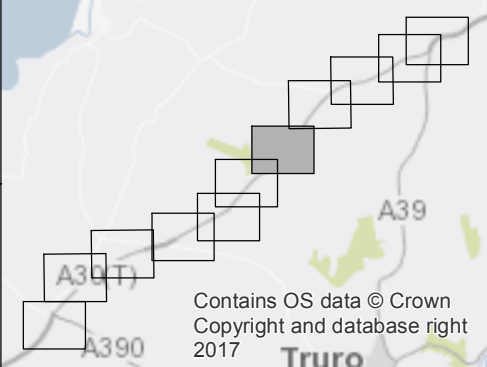 A39
A30(T)
Contains OS data © Crown
Copyright and database right
2017
A390
Truro